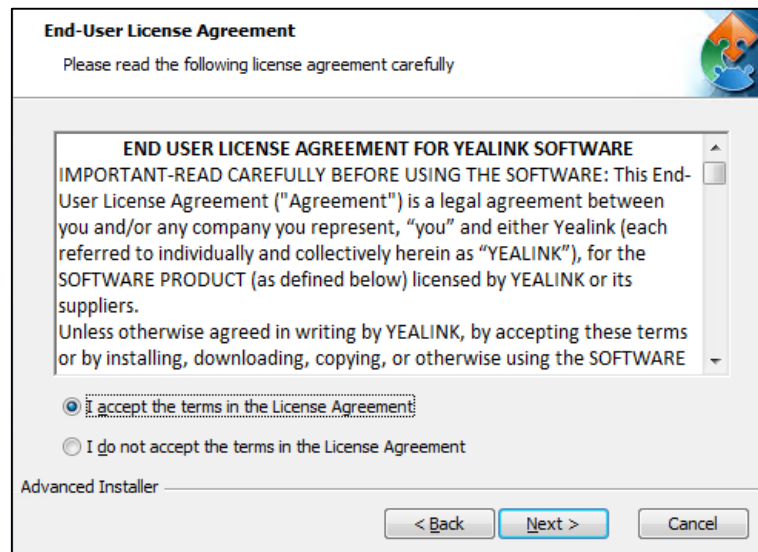 End-User License Agreement
Please read the following license agreement carefully
END USER LICENSE AGREEMENT FOR YEALINK SOFTWARE
IMPORTANT-READ CAREFULLY BEFORE USING THE SOFTWARE: This End-
User License Agreement ("Agreement") is a legal agreement between
you and/or any company you represent, “you” and either Yealink (each
referred to individually and collectively herein as “YEALINK”), for the
SOFTWARE PRODUCT (as defined below) licensed by YEALINK or its
suppliers.
Unless otherwise agreed in writing by YEALINK, by accepting these terms
or by installing, downloading, copying, or otherwise using the SOFTWARE
I accept the terms in the License Agreement
I do not accept the terms in the License Agreement
Advanced Installer
< Back Next > Cancel